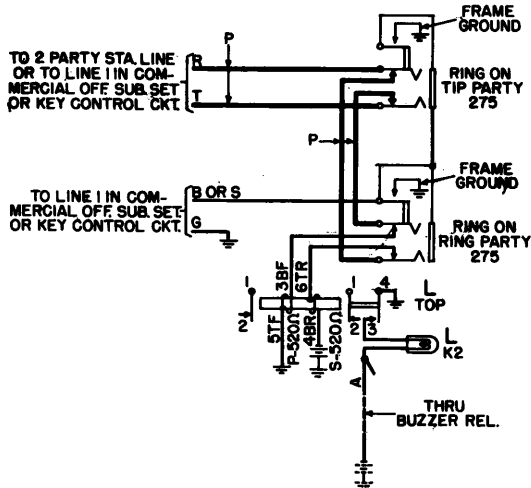 FRAME
GROUND
P
TO 2 PARTY STA. LINE
OR TO LINE 1 IN COM-
MERCIAL OFF. SUB. SET
OR KEY CONTROL CKT.
R
T
RING ON
TIP PARTY
275
P
FRAME
GROUND
TO LINE 1 IN COM-
MERCIAL OFF. SUB. SET
OR KEY CONTROL CKT.
B OR S
G
RING ON
RING PARTY
275
3BF
6TR
1
2
5TF
P-520Ω
4BR
S-520Ω
1
4
2
3
L
TOP
L
K2
A
THRU
BUZZER REL.